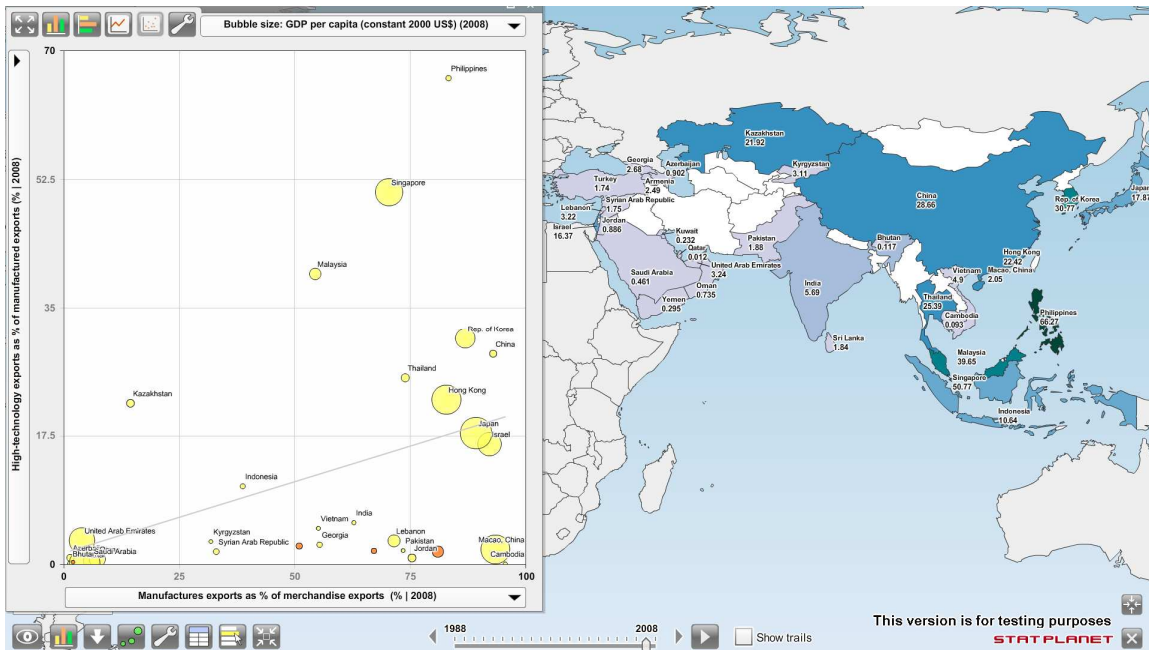 Bubble size: GDP per capita (constant 2000 US$) (2008)
High-technology exports as % of manufactured exports (% | 2008)
70
52.5
35
17.5
0
Philippines
Singapore
Malaysia
Rep. of Korea
China
Thailand
Hong Kong
Kazakhstan
Japan
Israel
Indonesia
Vietnam
India
Kyrgyzstan
Georgia
Syrian Arab Republic
Lebanon
Pakistan
Jordan
Macao, China
Cambodia
United Arab Emirates
Saudi Arabia
0
25
50
75
100
Manufactures exports as % of merchandise exports (% | 2008)
Kazakhstan
21.92
Georgia
2.68
Azerbaijan
0.902
Kyrgyzstan
3.11
Turkey
1.74
Armenia
2.49
China
28.66
Rep. of Korea
30.77
Japan
17.87
Syrian Arab Republic
1.75
Lebanon
3.22
Jordan
0.886
Israel
16.37
Kuwait
0.232
Pakistan
1.88
Bhutan
0.117
Qatar
0.012
Hong Kong
22.42
United Arab Emirates
3.24
Saudi Arabia
0.461
Oman
0.735
India
5.69
Vietnam
4.9
Macao, China
2.05
Yemen
0.295
Thailand
25.39
Cambodia
0.093
Philippines
66.27
Sri Lanka
1.84
Malaysia
39.65
Singapore
50.77
Indonesia
10.64
1988
2008
Show trails
This version is for testing purposes
STATPLANET